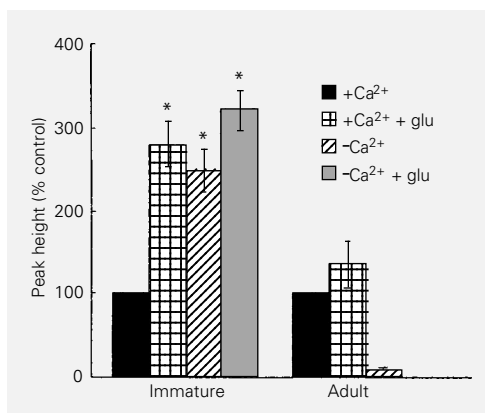 400
300
200
100
0
Peak height (% control)
*
*
*
+Ca²⁺
+Ca²⁺ + glu
−Ca²⁺
−Ca²⁺ + glu
Immature
Adult